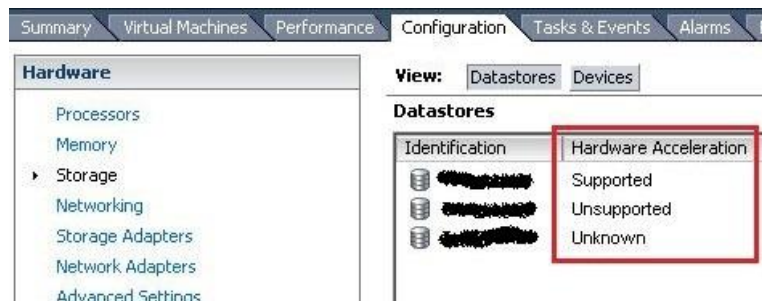 Summary Virtual Machines Performance Configuration Tasks & Events Alarms
Hardware
Processors
Memory
Storage
Networking
Storage Adapters
Network Adapters
Advanced Settings
View: Datastores Devices
Datastores
Identification Hardware Acceleration
Supported
Unsupported
Unknown